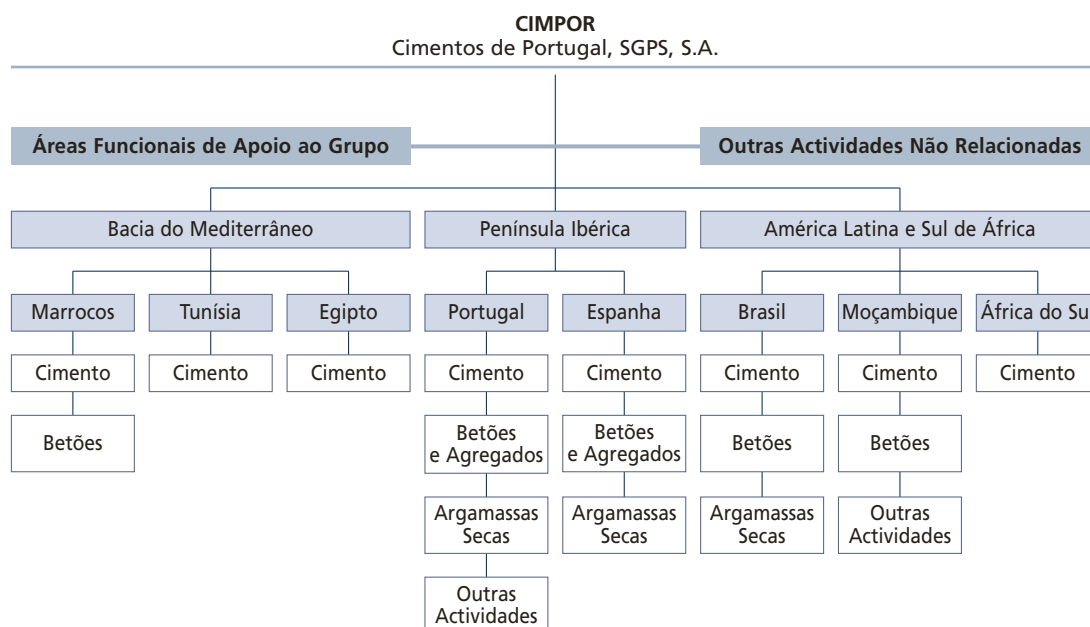 CIMPOR
Cimentos de Portugal, SGPS, S.A.
Áreas Funcionais de Apoio ao Grupo
Outras Actividades Não Relacionadas
Bacia do Mediterrâneo
Península Ibérica
América Latina e Sul de África
Marrocos
Tunísia
Egipto
Portugal
Espanha
Brasil
Moçambique
África do Su
Cimento
Cimento
Cimento
Cimento
Cimento
Cimento
Cimento
Cimento
Betões
Betões
e Agregados
Betões
e Agregados
Betões
Betões
Argamassas
Secas
Argamassas
Secas
Argamassas
Secas
Outras
Actividades
Outras
Actividades